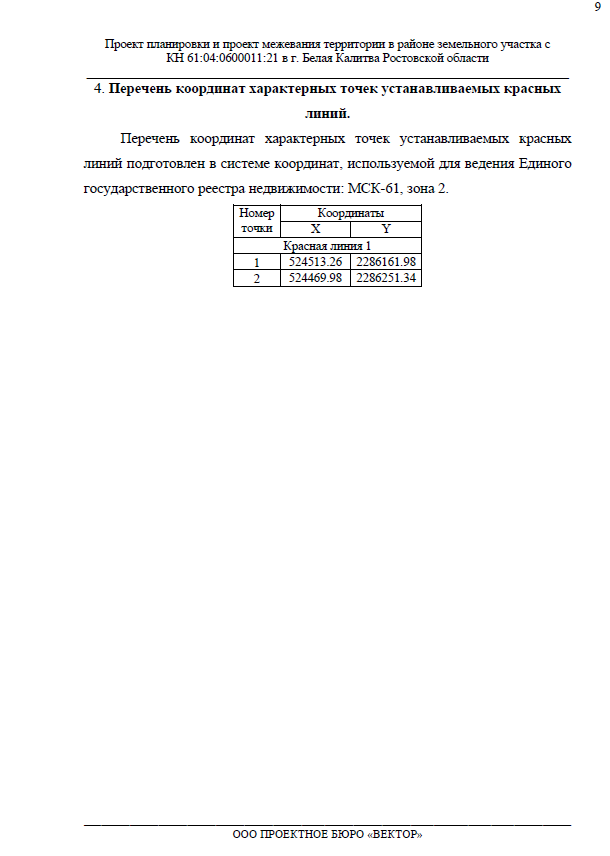 9
Проект планировки и проект межевания территории в районе земельного участка с
КН 61:04:0600011:21 в г. Белая Калитва Ростовской области
4. Перечень координат характерных точек устанавливаемых красных
линий.
Перечень координат характерных точек устанавливаемых красных
линий подготовлен в системе координат, используемой для ведения Единого
государственного реестра недвижимости: МСК-61, зона 2.
Номер точки Координаты
X Y
Красная линия 1
1 524513.26 2286161.98
2 524469.98 2286251.34
ООО ПРОЕКТНОЕ БЮРО «ВЕКТОР»